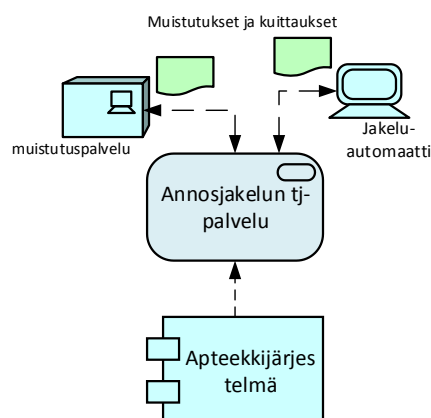 Muistutukset ja kuittaukset
muistutuspalvelu
Jakelu-
automaatti
Annosjakelun tj-
palvelu
Apteekkijärjes
telmä